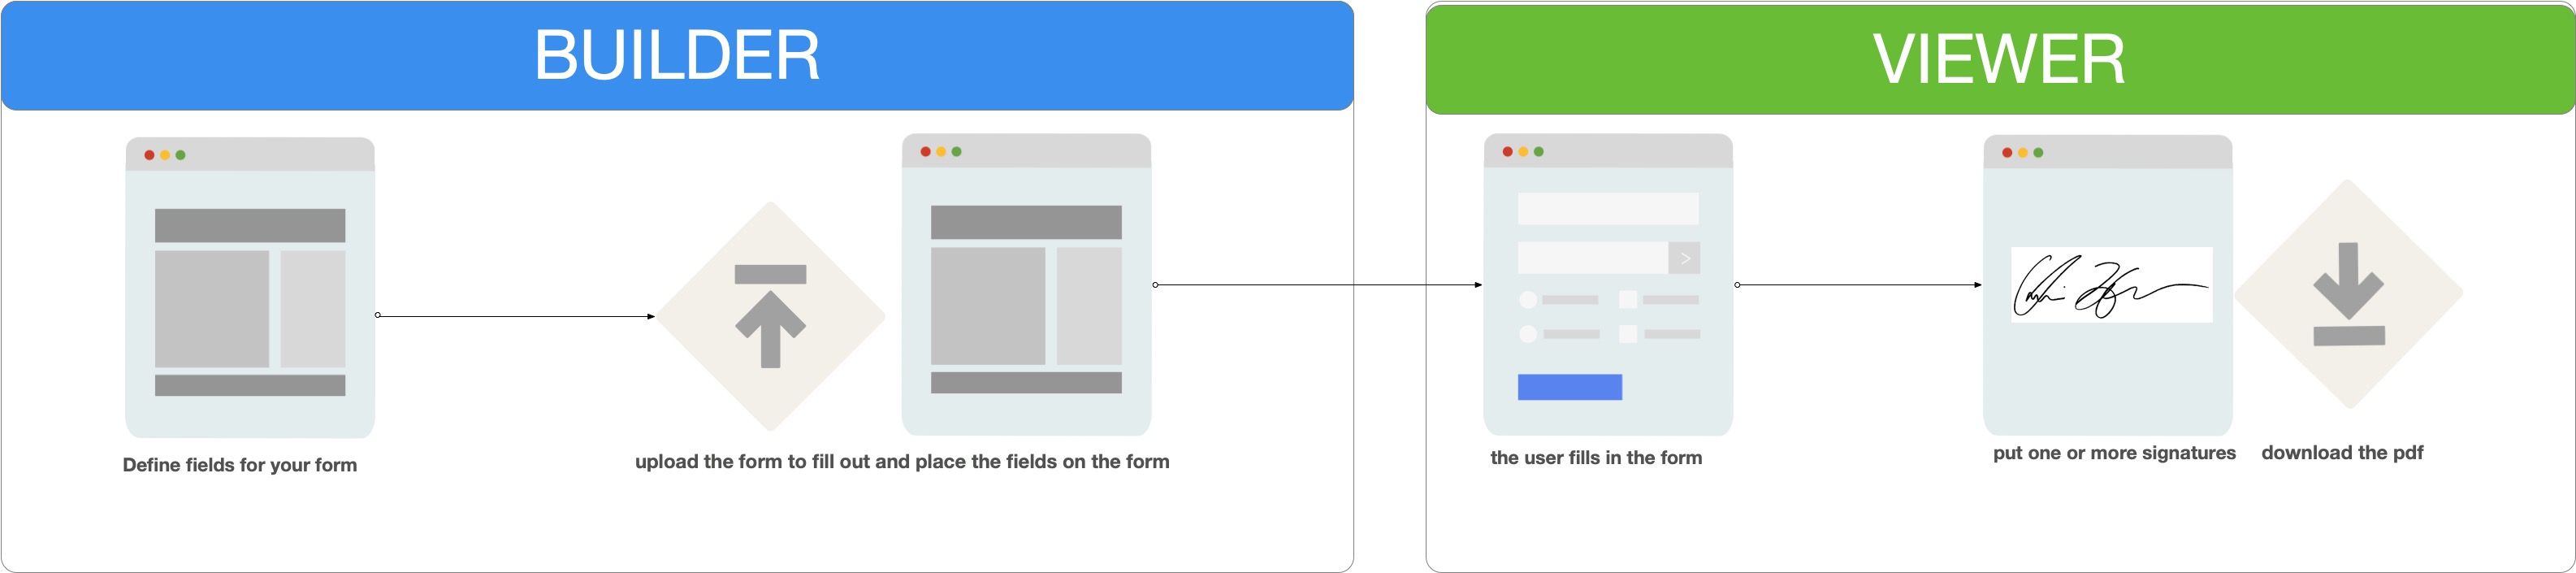 BUILDER
VIEWER
Define fields for your form
upload the form to fill out and place the fields on the form
the user fills in the form
put one or more signatures
download the pdf